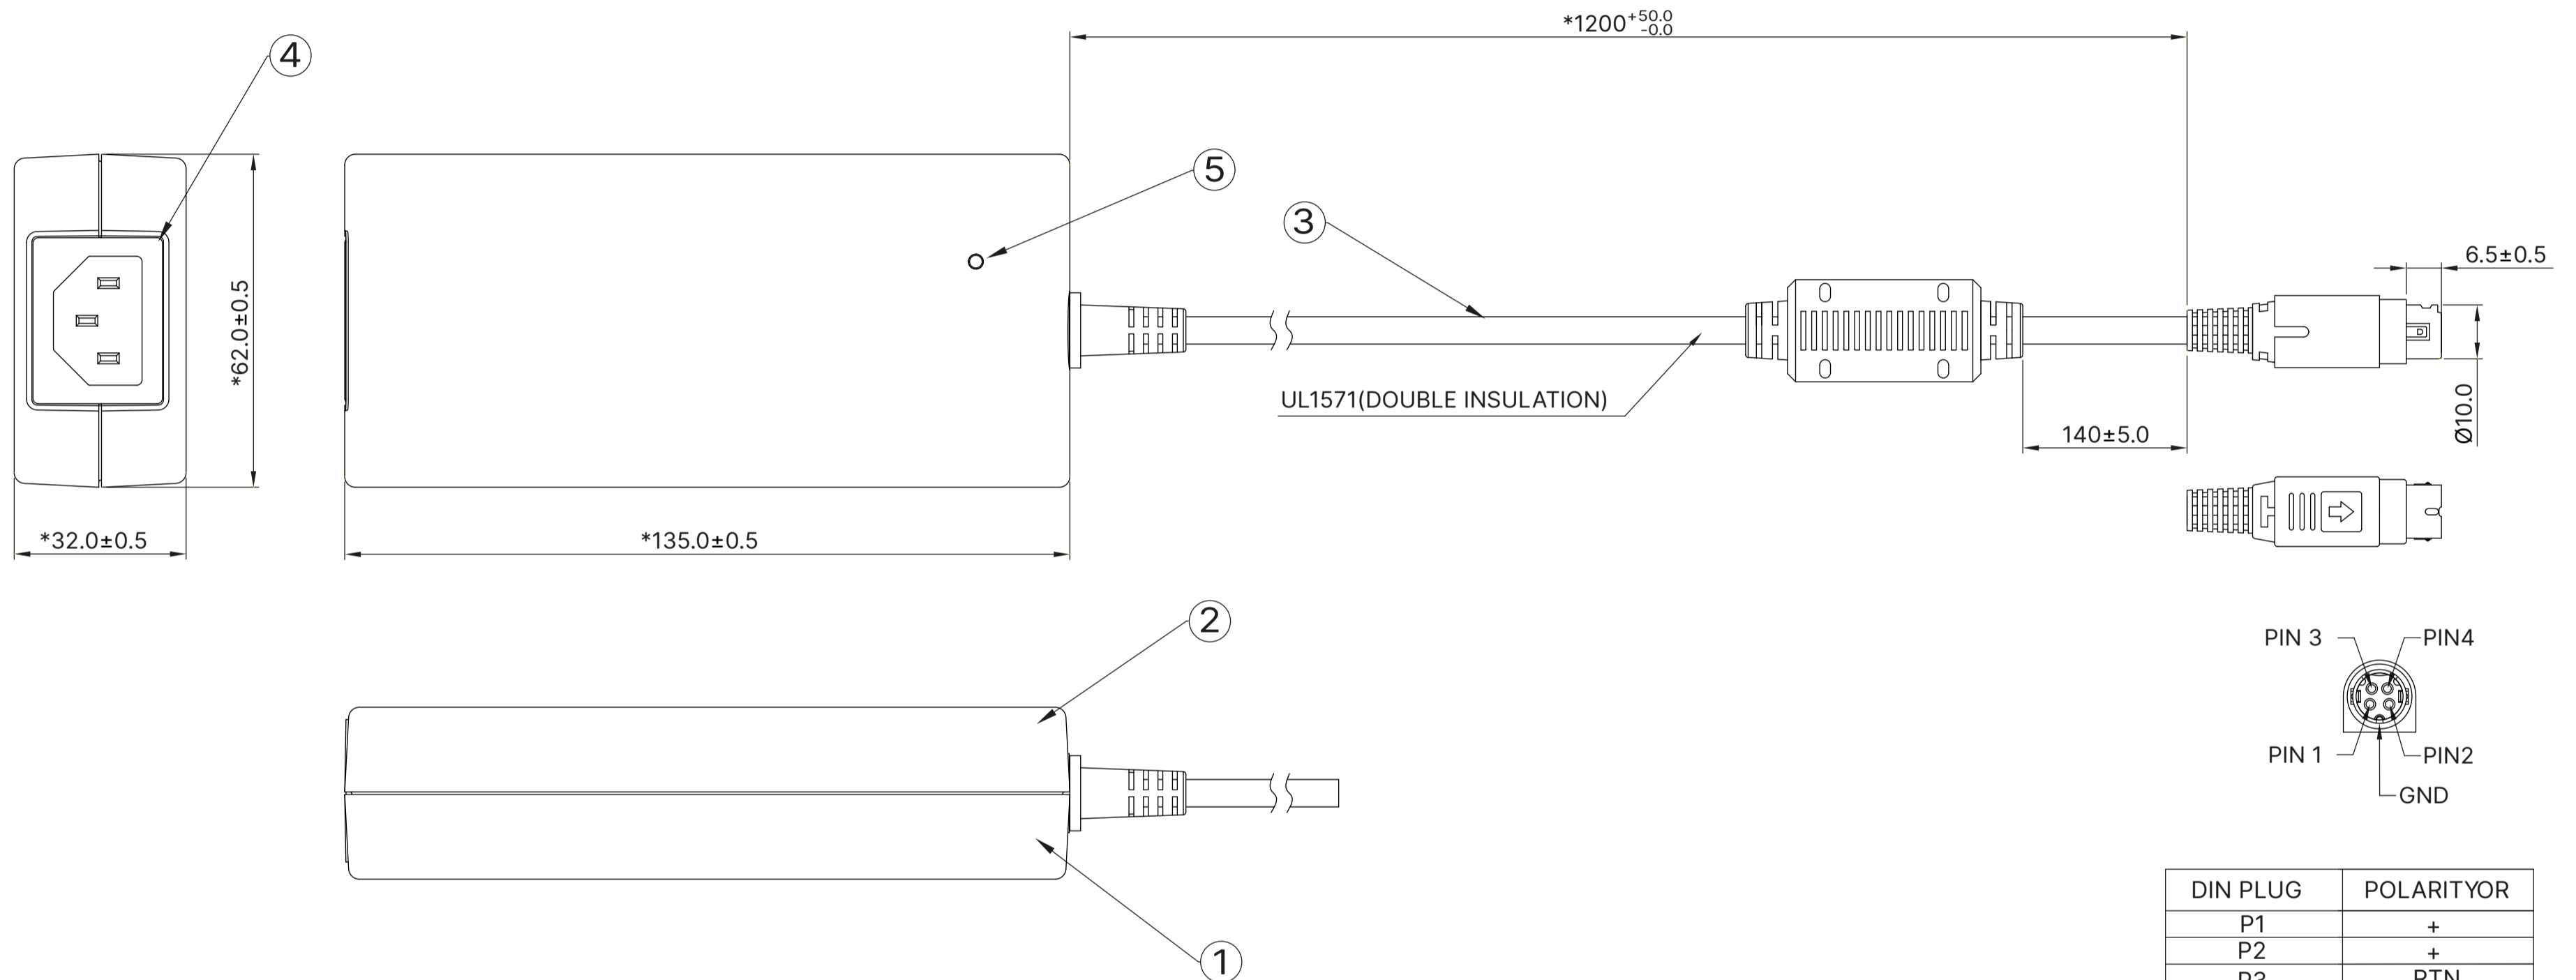 *1200+50.0
-0.0
4
5
3
6.5±0.5
*62.0±0.5
UL1571(DOUBLE INSULATION)
Ø10.0
140±5.0
D
*32.0±0.5
*135.0±0.5
2
PIN 3
PIN4
PIN 1
PIN2
GND
1
DIN PLUG POLARITYOR
P1 +
P2 +
P3 RTN